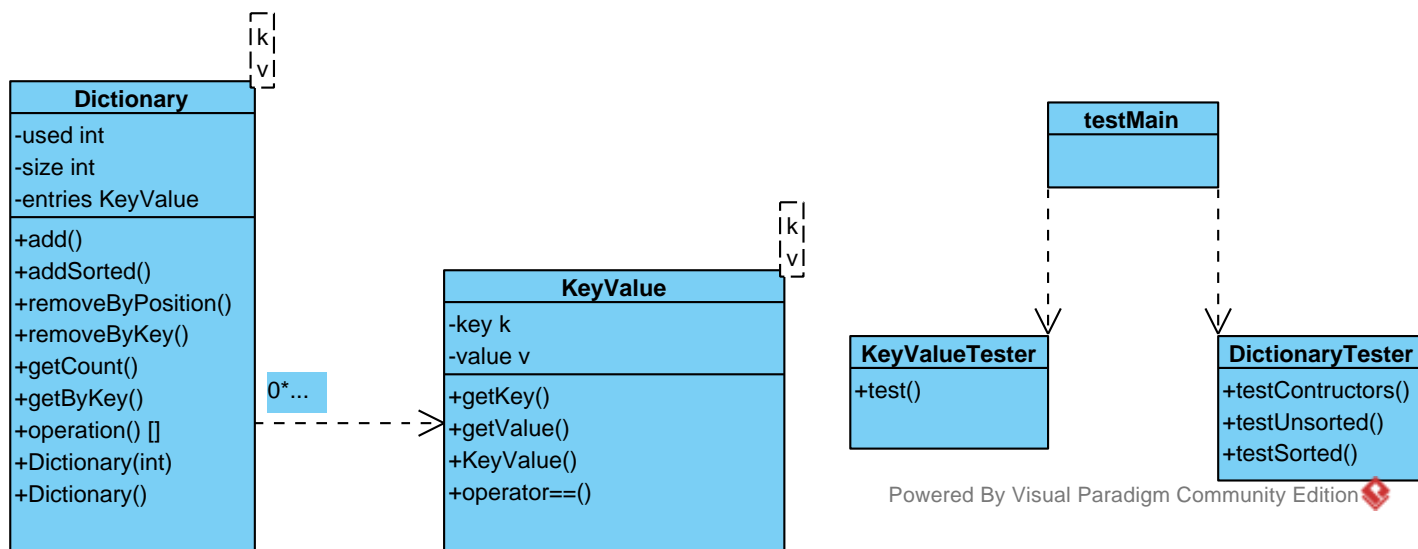 k
v
Dictionary
-used int
-size int
-entries KeyValue
+add()
+addSorted()
+removeByPosition()
+removeByKey()
+getCount()
+getByKey()
+operation() []
+Dictionary(int)
+Dictionary()
0*...
k
v
KeyValue
-key k
-value v
+getKey()
+getValue()
+KeyValue()
+operator==()
testMain
KeyValueTester
+test()
DictionaryTester
+testContructors()
+testUnsorted()
+testSorted()
Powered By Visual Paradigm Community Edition